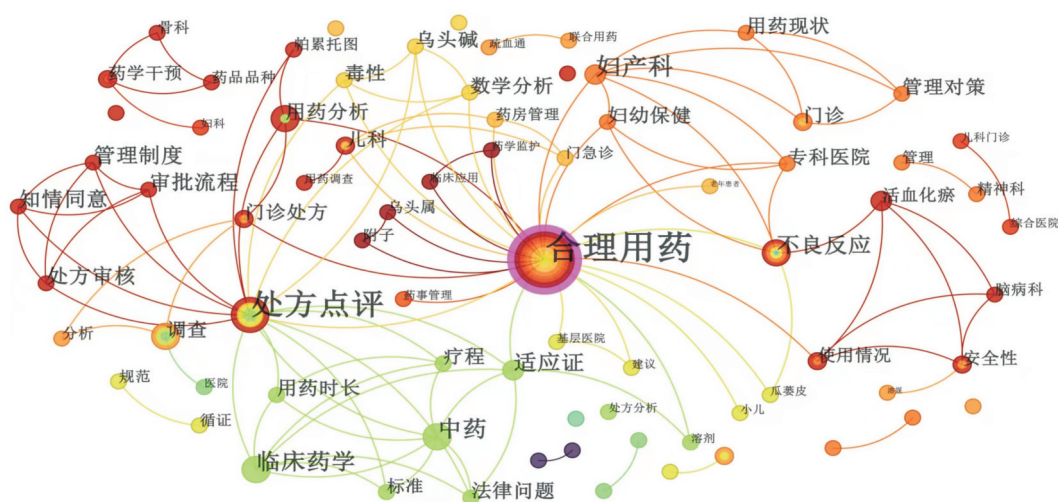 骨科
帕累托图
乌头碱
疏血通
联合用药
用药现状
药学干预
药品品种
毒性
数学分析
妇产科
管理对策
用药分析
药房管理
妇幼保健
门诊
妇科
儿科
药学监护
门急诊
儿科门诊
管理制度
专科医院
管理
审批流程
用药调查
临床应用
老年患者
精神科
知情同意
门诊处方
乌头属
活血化瘀
综合医院
附子
合理用药
不良反应
处方审核
药事管理
脑病科
处方点评
分析
调查
基层医院
使用情况
安全性
疗程
适应证
建议
规范
医院
用药时长
瓜蒌皮
循证
处方分析
小儿
中药
溶剂
临床药学
标准
法律问题